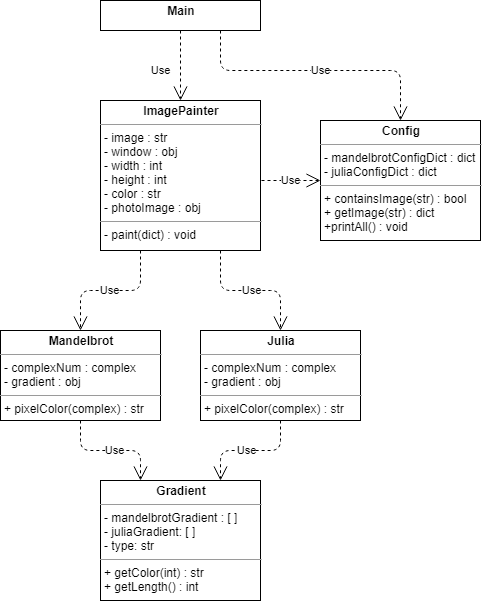 Main
Use
Use
ImagePainter
- image : str
- window : obj
- width : int
- height : int
- color : str
- photoImage : obj
- paint(dict) : void
Use
Config
- mandelbrotConfigDict : dict
- juliaConfigDict : dict
+ containsImage(str) : bool
+ getImage(str) : dict
+printAll() : void
Use
Use
Mandelbrot
- complexNum : complex
- gradient : obj
+ pixelColor(complex) : str
Julia
- complexNum : complex
- gradient : obj
+ pixelColor(complex) : str
Use
Use
Gradient
- mandelbrotGradient : [ ]
- juliaGradient: [ ]
- type: str
+ getColor(int) : str
+ getLength() : int